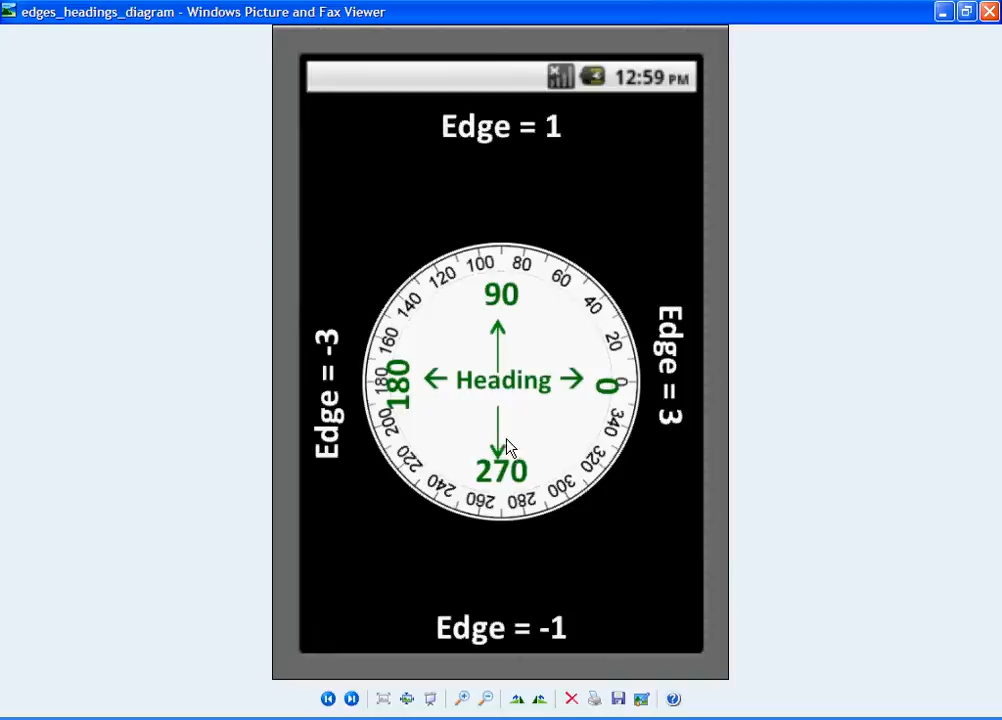 edges_headings_diagram - Windows Picture and Fax Viewer
12:59 PM
Edge = 1
100 80
120 60
90
140 40
160 20
Edge = -3
180 180
← Heading →
0 0
Edge = 3
200 340
220 320
270
240 300
260 280
Edge = -1